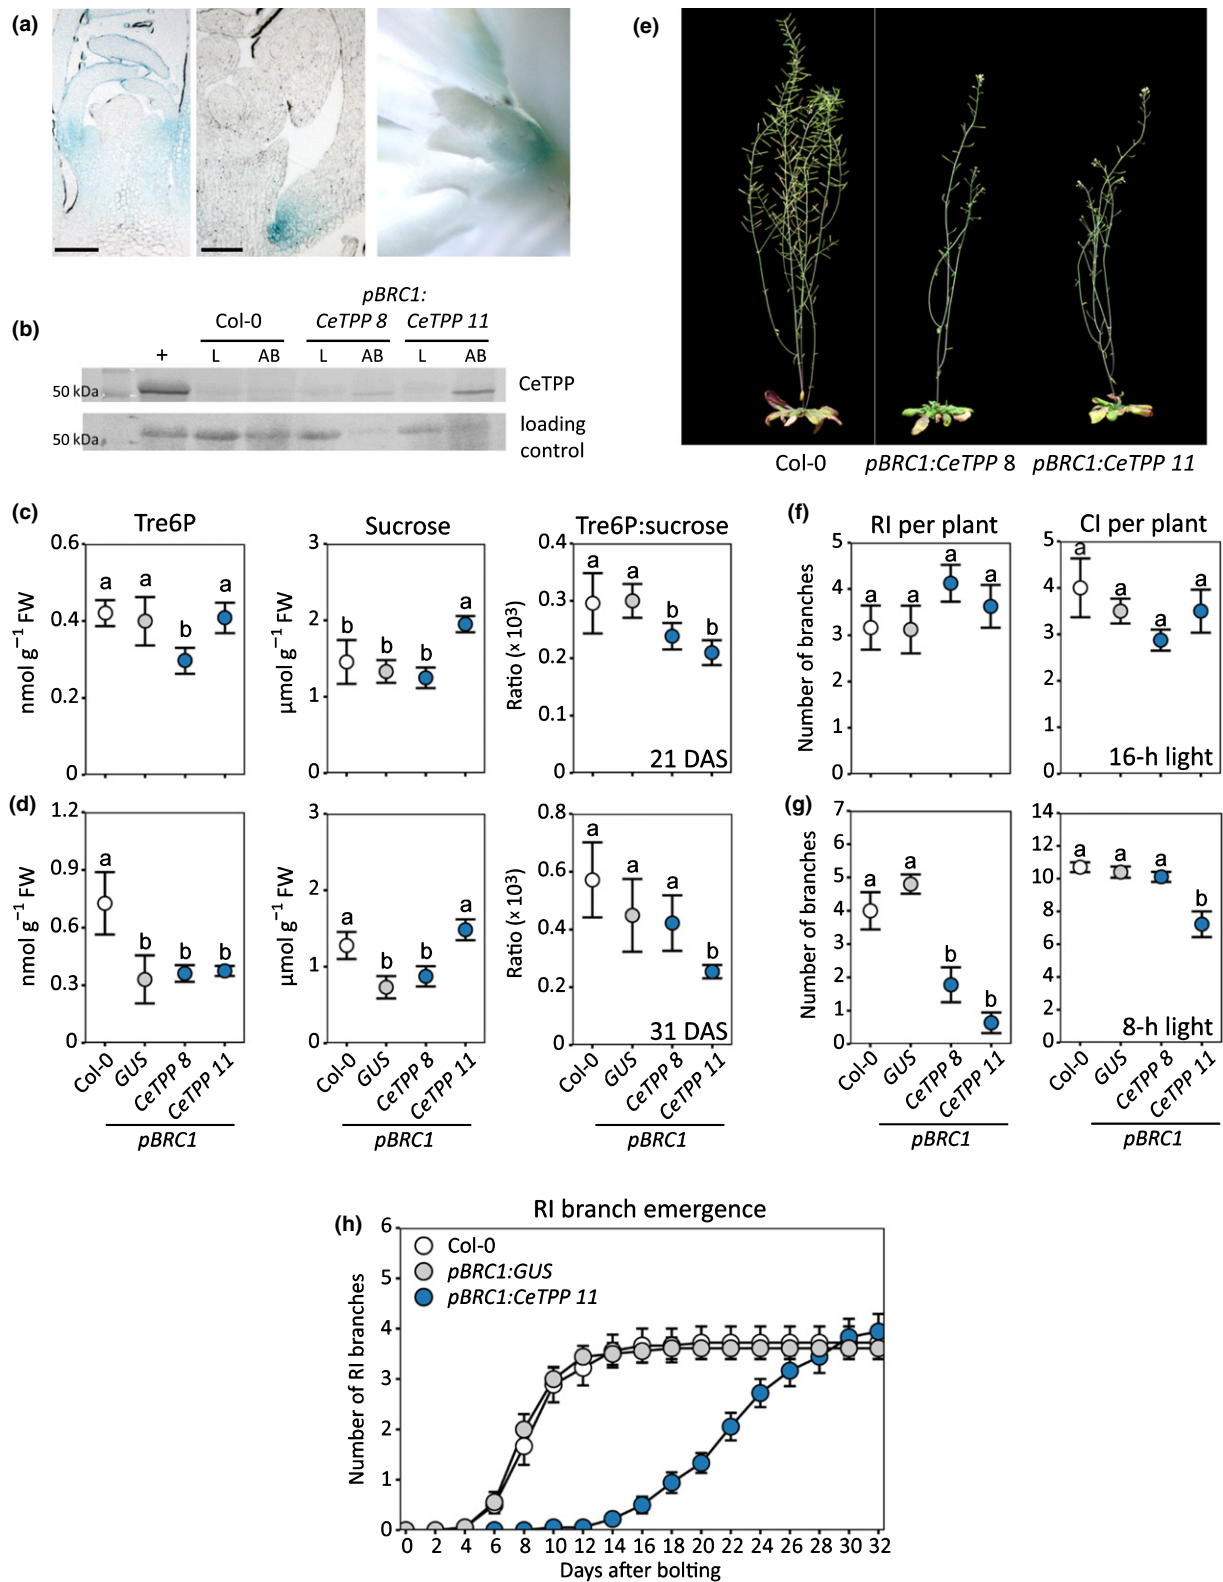 (a)
(b)
pBRC1:
Col-0 CeTPP 8 CeTPP 11
+ L AB L AB L AB
50 kDa CeTPP
50 kDa loading control
(e)
Col-0 pBRC1:CeTPP 8 pBRC1:CeTPP 11
(c)
Tre6P
nmol g⁻¹ FW
0.6
0.4
0.2
0
a a b a
Sucrose
µmol g⁻¹ FW
3
2
1
0
b b b a
Tre6P:sucrose
Ratio (x 10³)
0.4
0.3
0.2
0.1
0
a a b b
21 DAS
(d)
nmol g⁻¹ FW
1.2
0.9
0.6
0.3
0
a b b b
Col-0 GUS CeTPP 8 CeTPP 11
pBRC1
µmol g⁻¹ FW
3
2
1
0
a b b a
Col-0 GUS CeTPP 8 CeTPP 11
pBRC1
Ratio (x 10³)
0.8
0.6
0.4
0.2
0
a a a b
31 DAS
Col-0 GUS CeTPP 8 CeTPP 11
pBRC1
(f)
RI per plant
Number of branches
5
4
3
2
1
0
a a a a
CI per plant
5
4
3
2
1
0
a a a a
16-h light
(g)
Number of branches
7
6
5
4
3
2
1
0
a a b b
Col-0 GUS CeTPP 8 CeTPP 11
pBRC1
14
12
10
8
6
4
2
0
a a a b
8-h light
Col-0 GUS CeTPP 8 CeTPP 11
pBRC1
(h)
RI branch emergence
Number of RI branches
6
5
4
3
2
1
0
Col-0
pBRC1:GUS
pBRC1:CeTPP 11
0 2 4 6 8 10 12 14 16 18 20 22 24 26 28 30 32
Days after bolting